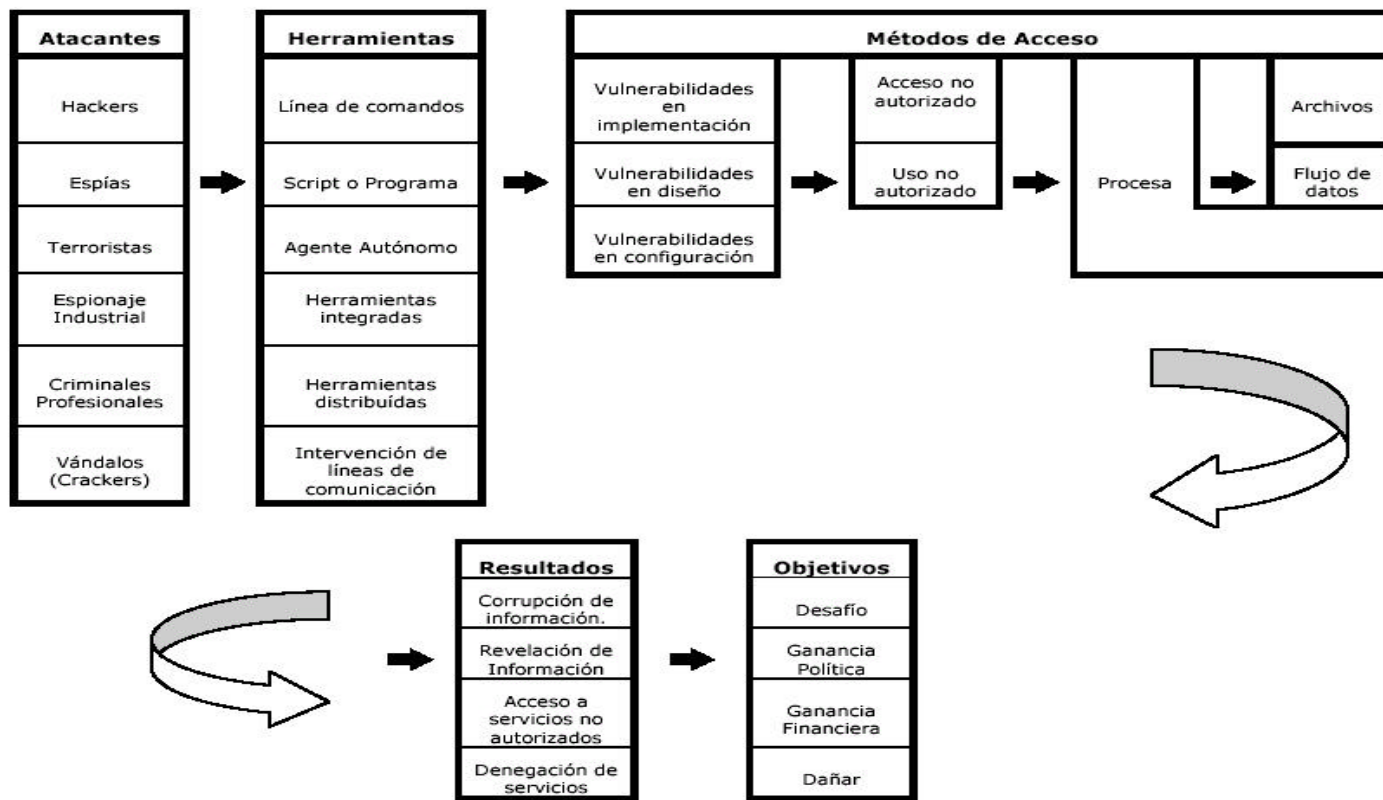 Atacantes
Hackers
Espías
Terroristas
Espionaje
Industrial
Criminales
Profesionales
Vándalos
(Crackers)
Herramientas
Línea de comandos
Script o Programa
Agente Autónomo
Herramientas
integradas
Herramientas
distribuídas
Intervención de
líneas de
comunicación
Métodos de Acceso
Vulnerabilidades
en
implementación
Vulnerabilidades
en diseño
Vulnerabilidades
en configuración
Acceso no
autorizado
Uso no
autorizado
Procesa
Archivos
Flujo de
datos
Resultados
Corrupción de
información.
Revelación de
Información
Acceso a
servicios no
autorizados
Denegación de
servicios
Objetivos
Desafío
Ganancia
Política
Ganancia
Financiera
Dañar